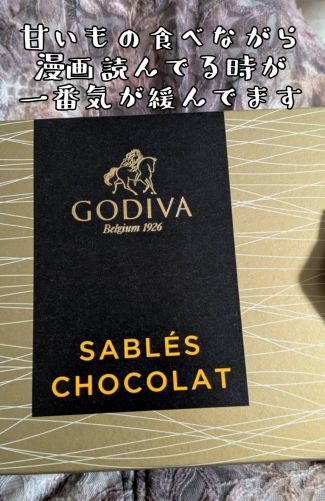 甘いもの食べながら
漫画読んでる時が
一番気が緩んでます
GODIVA
Belgium 1926
SABLÉS
CHOCOLAT